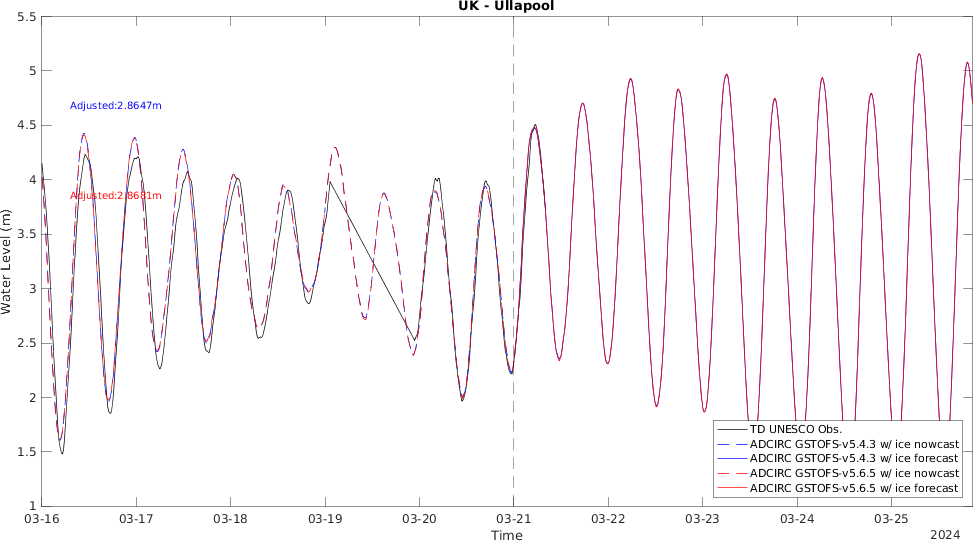 UK - Ullapool
5.5
5
4.5
4
3.5
3
2.5
2
1.5
1
Water Level (m)
Adjusted:2.8647m
Adjusted:2.8681m
TD UNESCO Obs.
ADCIRC GSTOFS-v5.4.3 w/ ice nowcast
ADCIRC GSTOFS-v5.4.3 w/ ice forecast
ADCIRC GSTOFS-v5.6.5 w/ ice nowcast
ADCIRC GSTOFS-v5.6.5 w/ ice forecast
03-16 03-17 03-18 03-19 03-20 03-21 03-22 03-23 03-24 03-25
Time
2024